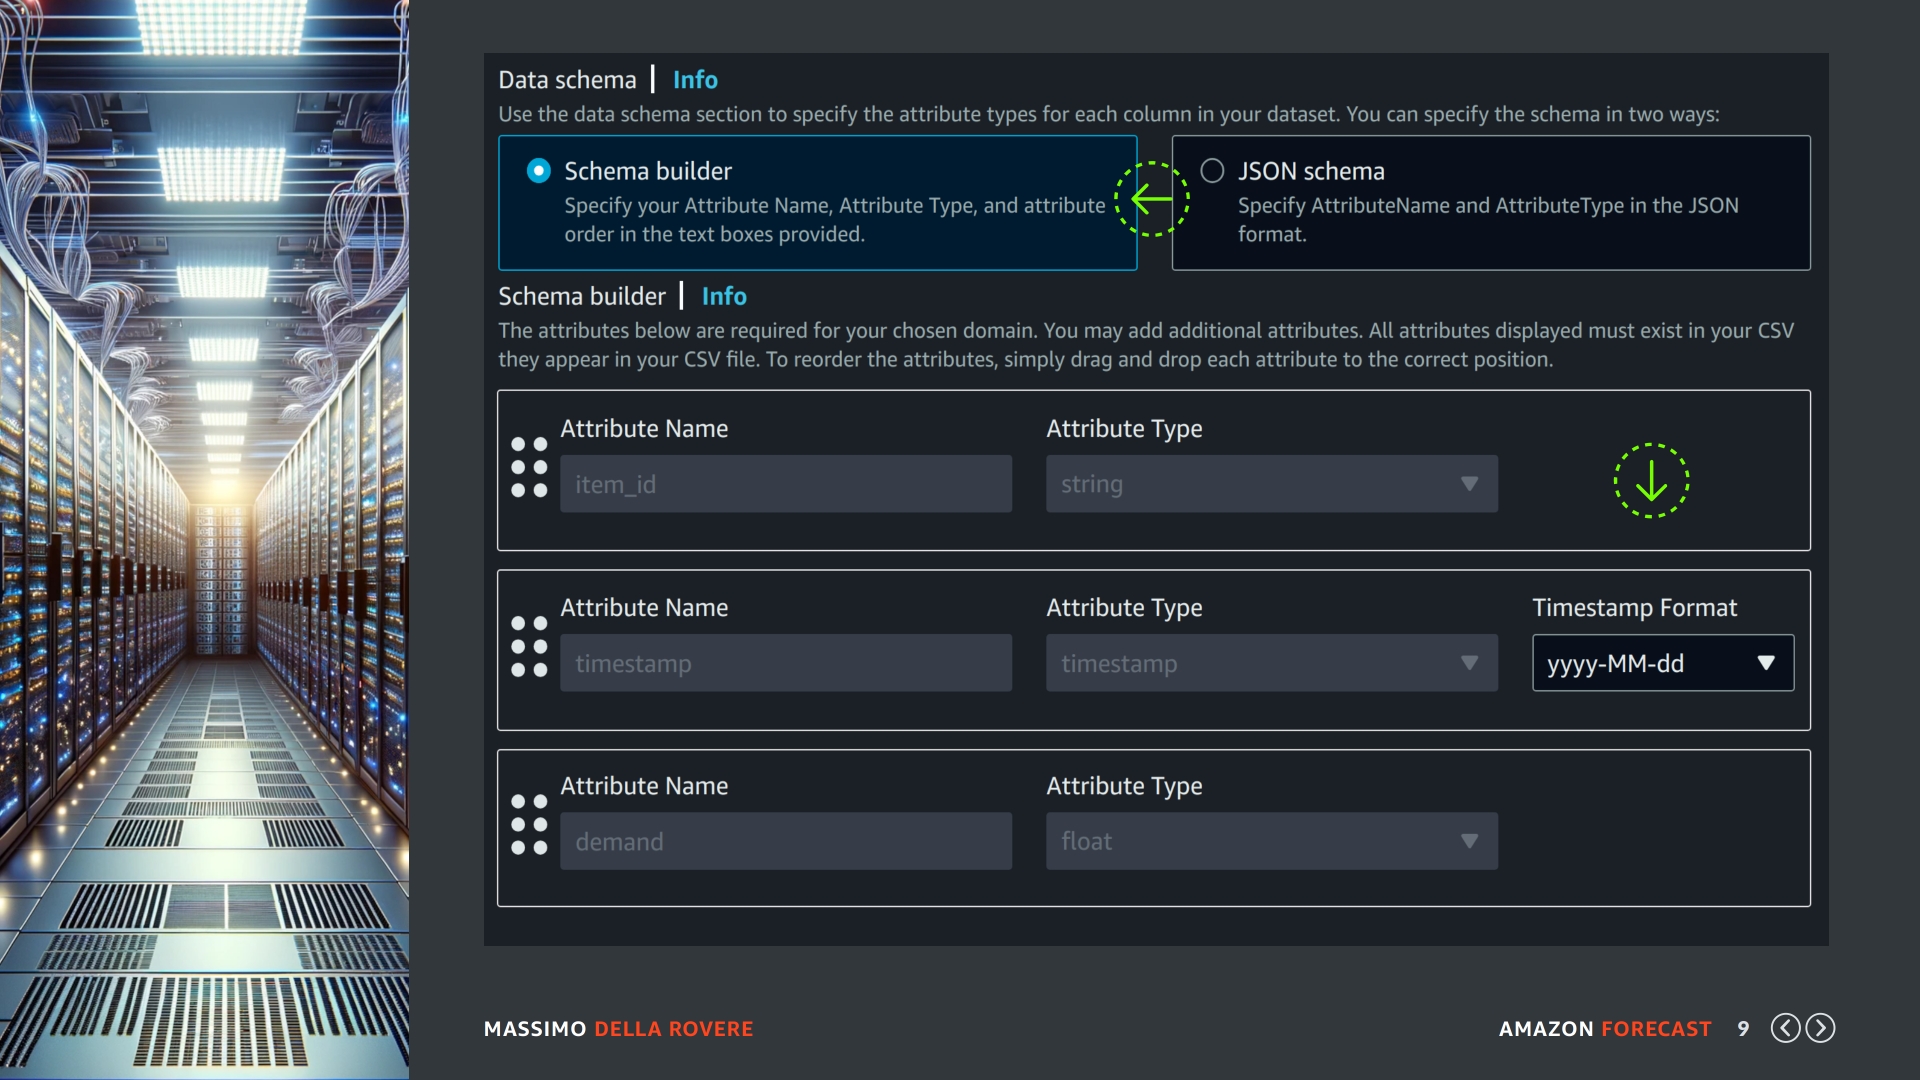 Data schema | Info
Use the data schema section to specify the attribute types for each column in your dataset. You can specify the schema in two ways:
Schema builder
Specify your Attribute Name, Attribute Type, and attribute
order in the text boxes provided.
JSON schema
Specify AttributeName and AttributeType in the JSON
format.
Schema builder | Info
The attributes below are required for your chosen domain. You may add additional attributes. All attributes displayed must exist in your CSV
they appear in your CSV file. To reorder the attributes, simply drag and drop each attribute to the correct position.
Attribute Name
item_id
Attribute Type
string
Attribute Name
timestamp
Attribute Type
timestamp
Timestamp Format
yyyy-MM-dd
Attribute Name
demand
Attribute Type
float
MASSIMO DELLA ROVERE
AMAZON FORECAST 9